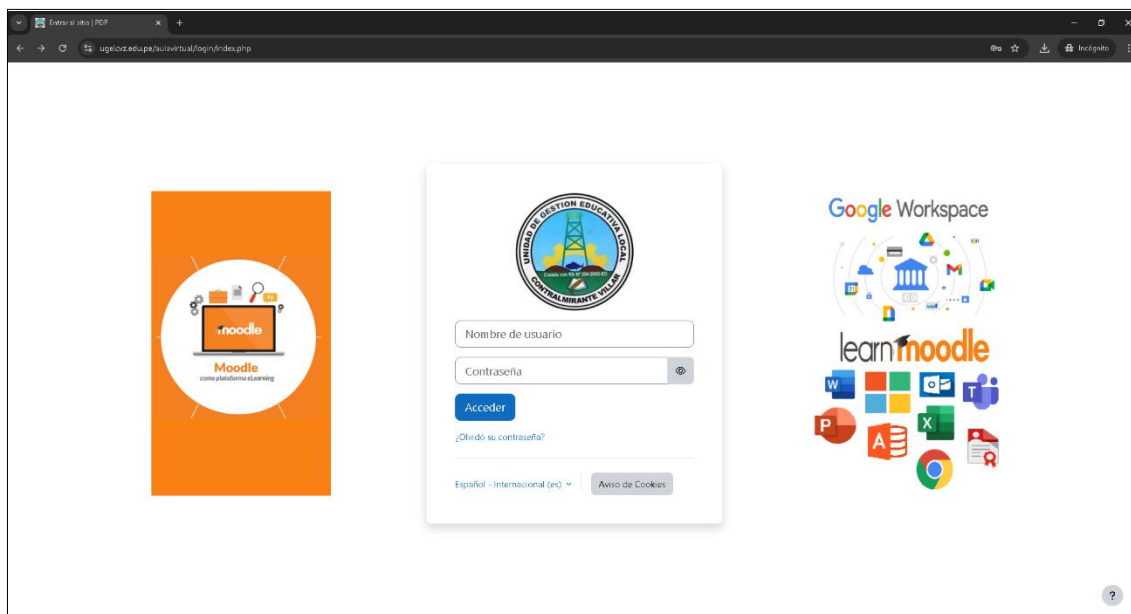 Entrar al sitio | PDP
ugelcvz.edu.pe/aulavirtual/login/index.php
Incógnito
UNIDAD DE GESTION EDUCATIVA LOCAL
CONTRALMIRANTE VILLAR
moodle
Moodle
como plataforma eLearning
Nombre de usuario
Contraseña
Acceder
¿Olvidó su contraseña?
Español - Internacional (es)
Aviso de Cookies
Google Workspace
learn moodle
?